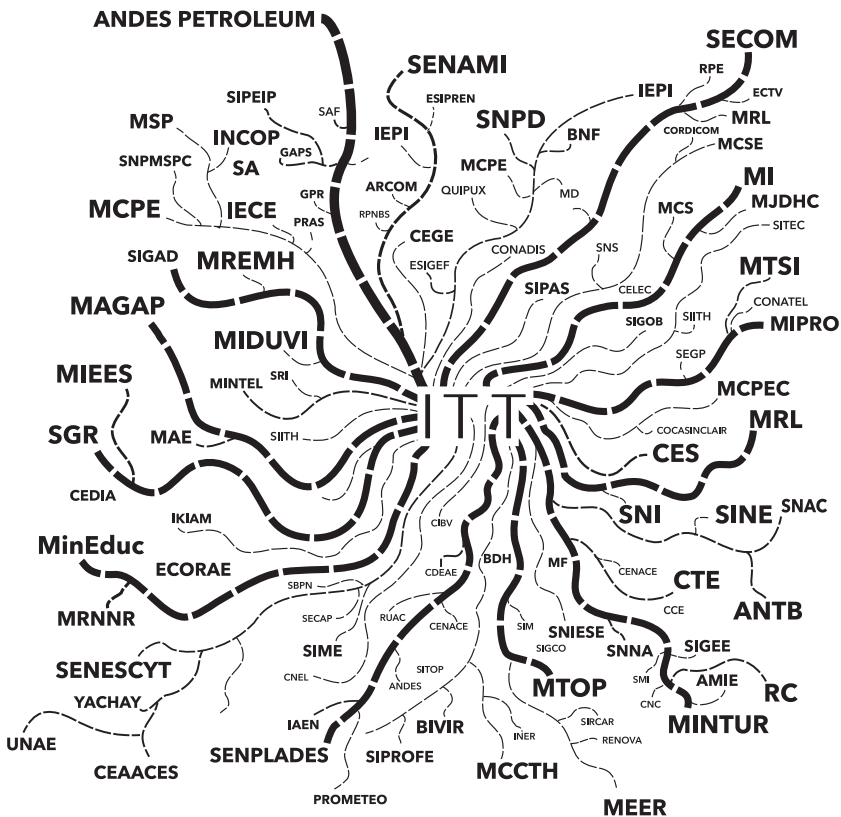 ANDES PETROLEUM
SECOM
SENAMI
RPE
ECTV
SIPEIP
ESIPREN
IEPI
SAF
MSP
SNPD
MRL
INCOP
SA
IEPI
BNF
CORDICOM
GAPS
MCSE
SNPMSPC
MCPE
MI
ARCOM
QUIPUX
MD
GPR
MCPE
IECE
PRAS
RPNBS
MCS
MJDHC
SITEC
CEGE
SIGAD
MREMH
ESIGEF
CONADIS
SNS
MTSI
SIPAS
CELEC
CONATEL
MAGAP
SIGOB
SIITH
MIPRO
MIDUVI
SEGP
MIEES
MINTEL
SRI
MCPEC
ITT
MRL
SGR
MAE
SIITH
COCASINCLAIR
CES
CEDIA
SNI
SINE
SNAC
IKIAM
CIBV
MinEduc
ECORAE
BDH
MF
CDEAE
CENACE
CTE
SBPN
MRNNR
CCE
ANTB
SECAP
RUAC
CENACE
SIM
SNIESE
SIME
SIGCO
SNNA
SIGEE
SENESCYT
SITOP
CNEL
ANDES
MTOP
SMI
AMIE
RC
YACHAY
CNC
IAEN
BIVIR
SIRCAR
MINTUR
UNAE
INER
RENOVA
SENPLADES
SIPROFE
CEAACES
MCCTH
PROMETEO
MEER